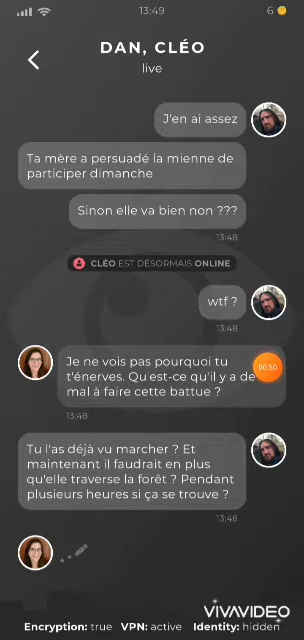 13:49
6
DAN, CLÉO
live
J'en ai assez
Ta mère a persuadé la mienne de
participer dimanche
Sinon elle va bien non ???
13:48
CLÉO EST DÉSORMAIS ONLINE
wtf ?
13:48
Je ne vois pas pourquoi tu
t'énerves. Qu'est-ce qu'il y a de
mal à faire cette battue ?
00:50
13:48
Tu l'as déjà vu marcher ? Et
maintenant il faudrait en plus
qu'elle traverse la forêt ? Pendant
plusieurs heures si ça se trouve ?
13:48
VIVAVIDEO
Encryption: true VPN: active Identity: hidden